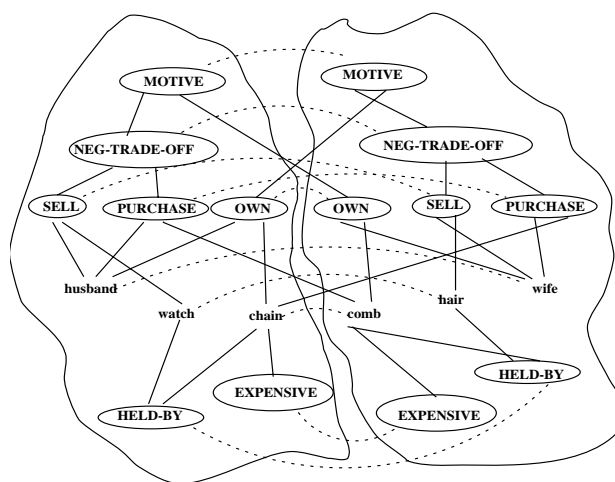 MOTIVE
MOTIVE
NEG-TRADE-OFF
NEG-TRADE-OFF
SELL
PURCHASE
OWN
OWN
SELL
PURCHASE
husband
wife
watch
chain
comb
hair
HELD-BY
EXPENSIVE
EXPENSIVE
HELD-BY